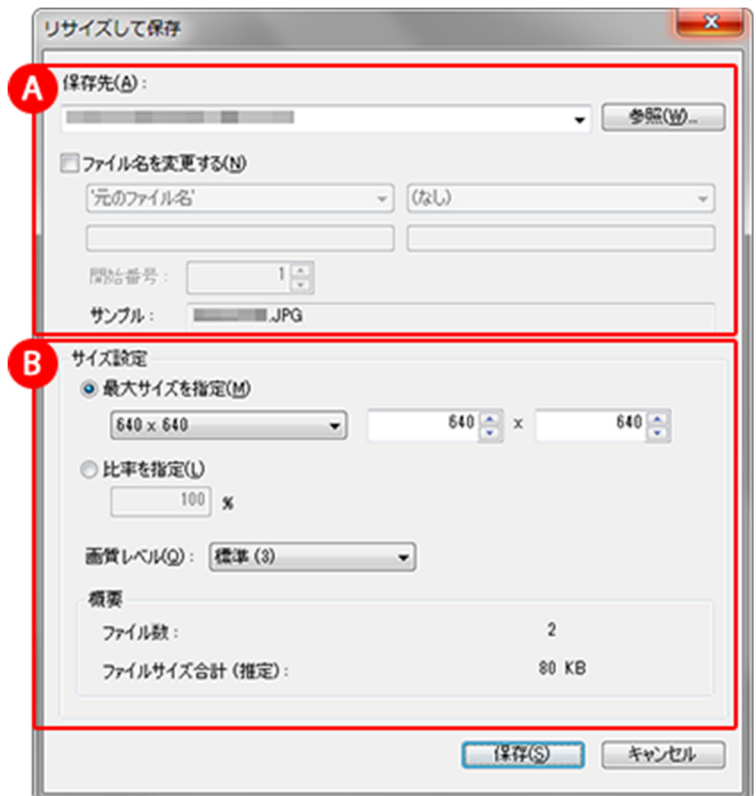 リサイズして保存
A
保存先(A):
参照(W)...
ファイル名を変更する(N)
'元のファイル名'
(なし)
開始番号:
1
サンプル:
.JPG
B
サイズ設定
最大サイズを指定(M)
640 x 640
640 x 640
比率を指定(L)
100 %
画質レベル(Q): 標準 (3)
概要
ファイル数: 2
ファイルサイズ合計 (推定): 80 KB
保存(S)
キャンセル